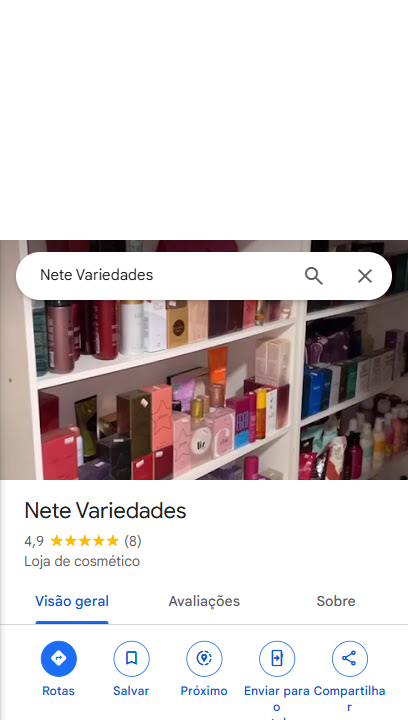 Nete Variedades
Nete Variedades
4,9 (8)
Loja de cosmético
Visão geral
Avaliações
Sobre
Rotas
Salvar
Próximo
Enviar para o
Compartilhar